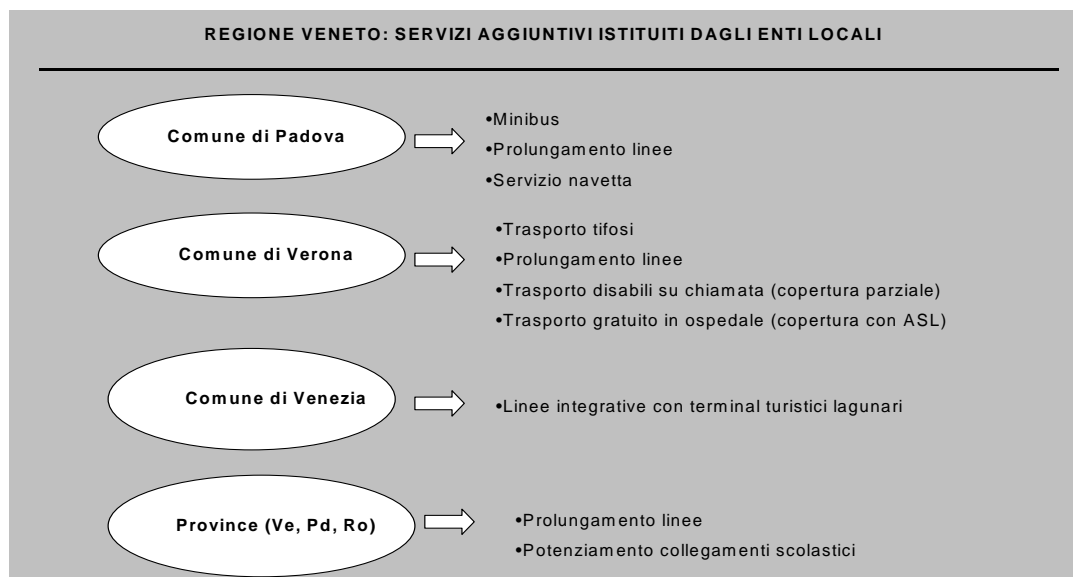 REGIONE VENETO: SERVIZI AGGIUNTIVI ISTITUITI DAGLI ENTI LOCALI
Comune di Padova
•Minibus
•Prolungamento linee
•Servizio navetta
Comune di Verona
•Trasporto tifosi
•Prolungamento linee
•Trasporto disabili su chiamata (copertura parziale)
•Trasporto gratuito in ospedale (copertura con ASL)
Comune di Venezia
•Linee integrative con terminal turistici lagunari
Province (Ve, Pd, Ro)
•Prolungamento linee
•Potenziamento collegamenti scolastici